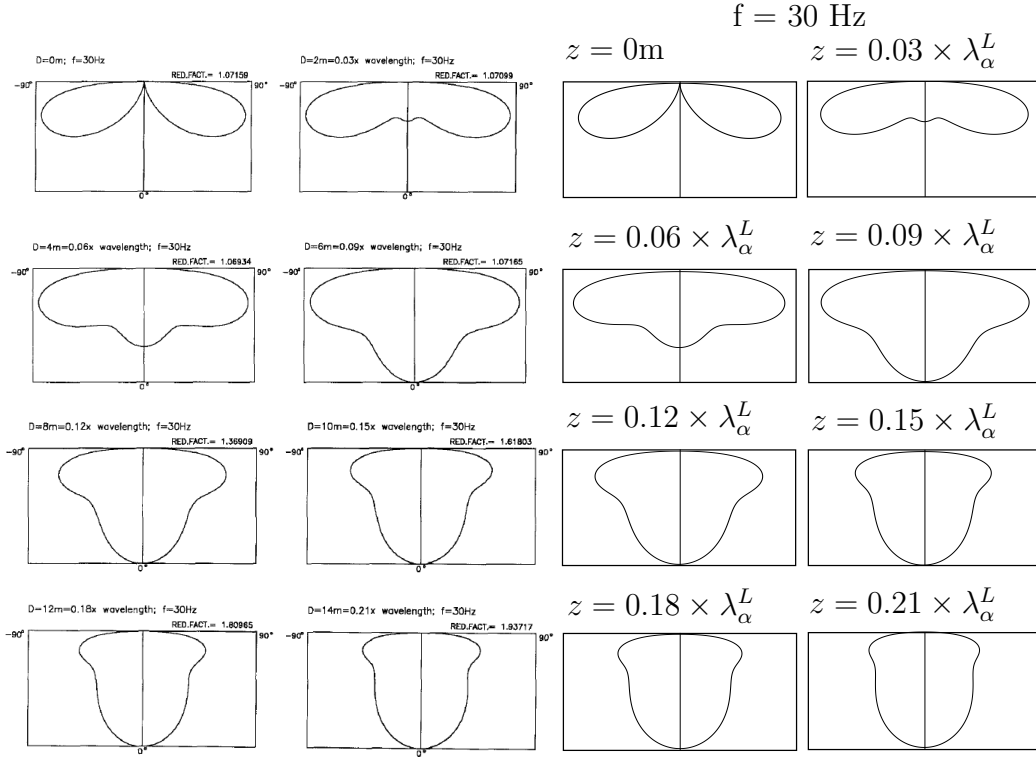 f = 30 Hz
D=0m; f=30Hz
RED.FACT.= 1.07159
-90° 90°
0°
D=2m=0.03x wavelength; f=30Hz
RED.FACT.= 1.07099
-90° 90°
0°
z = 0m
z = 0.03 × λ_α^L
D=4m=0.06x wavelength; f=30Hz
RED.FACT.= 1.06934
-90° 90°
0°
D=6m=0.09x wavelength; f=30Hz
RED.FACT.= 1.07165
-90° 90°
0°
z = 0.06 × λ_α^L
z = 0.09 × λ_α^L
D=8m=0.12x wavelength; f=30Hz
RED.FACT.= 1.36909
-90° 90°
0°
D=10m=0.15x wavelength; f=30Hz
RED.FACT.= 1.61803
-90° 90°
0°
z = 0.12 × λ_α^L
z = 0.15 × λ_α^L
D=12m=0.18x wavelength; f=30Hz
RED.FACT.= 1.80965
-90° 90°
0°
D=14m=0.21x wavelength; f=30Hz
RED.FACT.= 1.93717
-90° 90°
0°
z = 0.18 × λ_α^L
z = 0.21 × λ_α^L